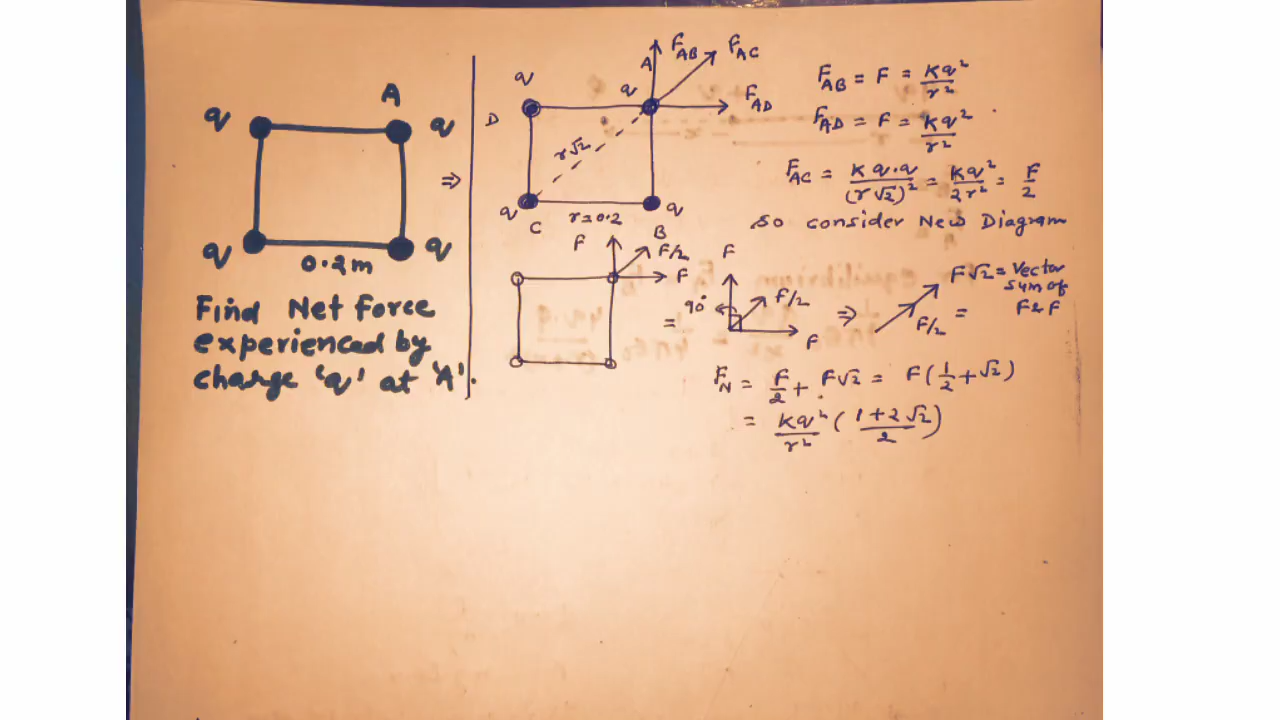 A
q
q
q
q
0.2m
Find Net force
experienced by
charge 'q' at 'A'.
⇒
A
F_AB
F_AC
q
q
F_AD
D
r√2
q
C
r=0.2
B
q
F_AB = F = kq²/r²
F_AD = F = kq²/r²
F_AC = k q.q/(r√2)² = kq²/2r² = F/2
So consider New Diagram
F
F/2
F
=
F
90°
F/2
F
⇒
F√2 = Vector
sum of
F & F
F/2 =
F_N = F/2 + F√2 = F(1/2 + √2)
= kq²/r² (1+2√2/2)